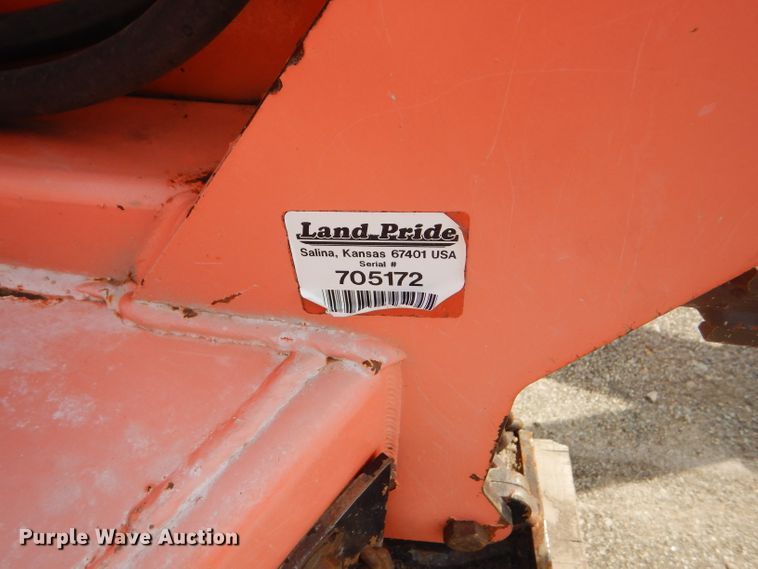 Land Pride
Salina, Kansas 67401 USA
Serial #
705172
Purple Wave Auction